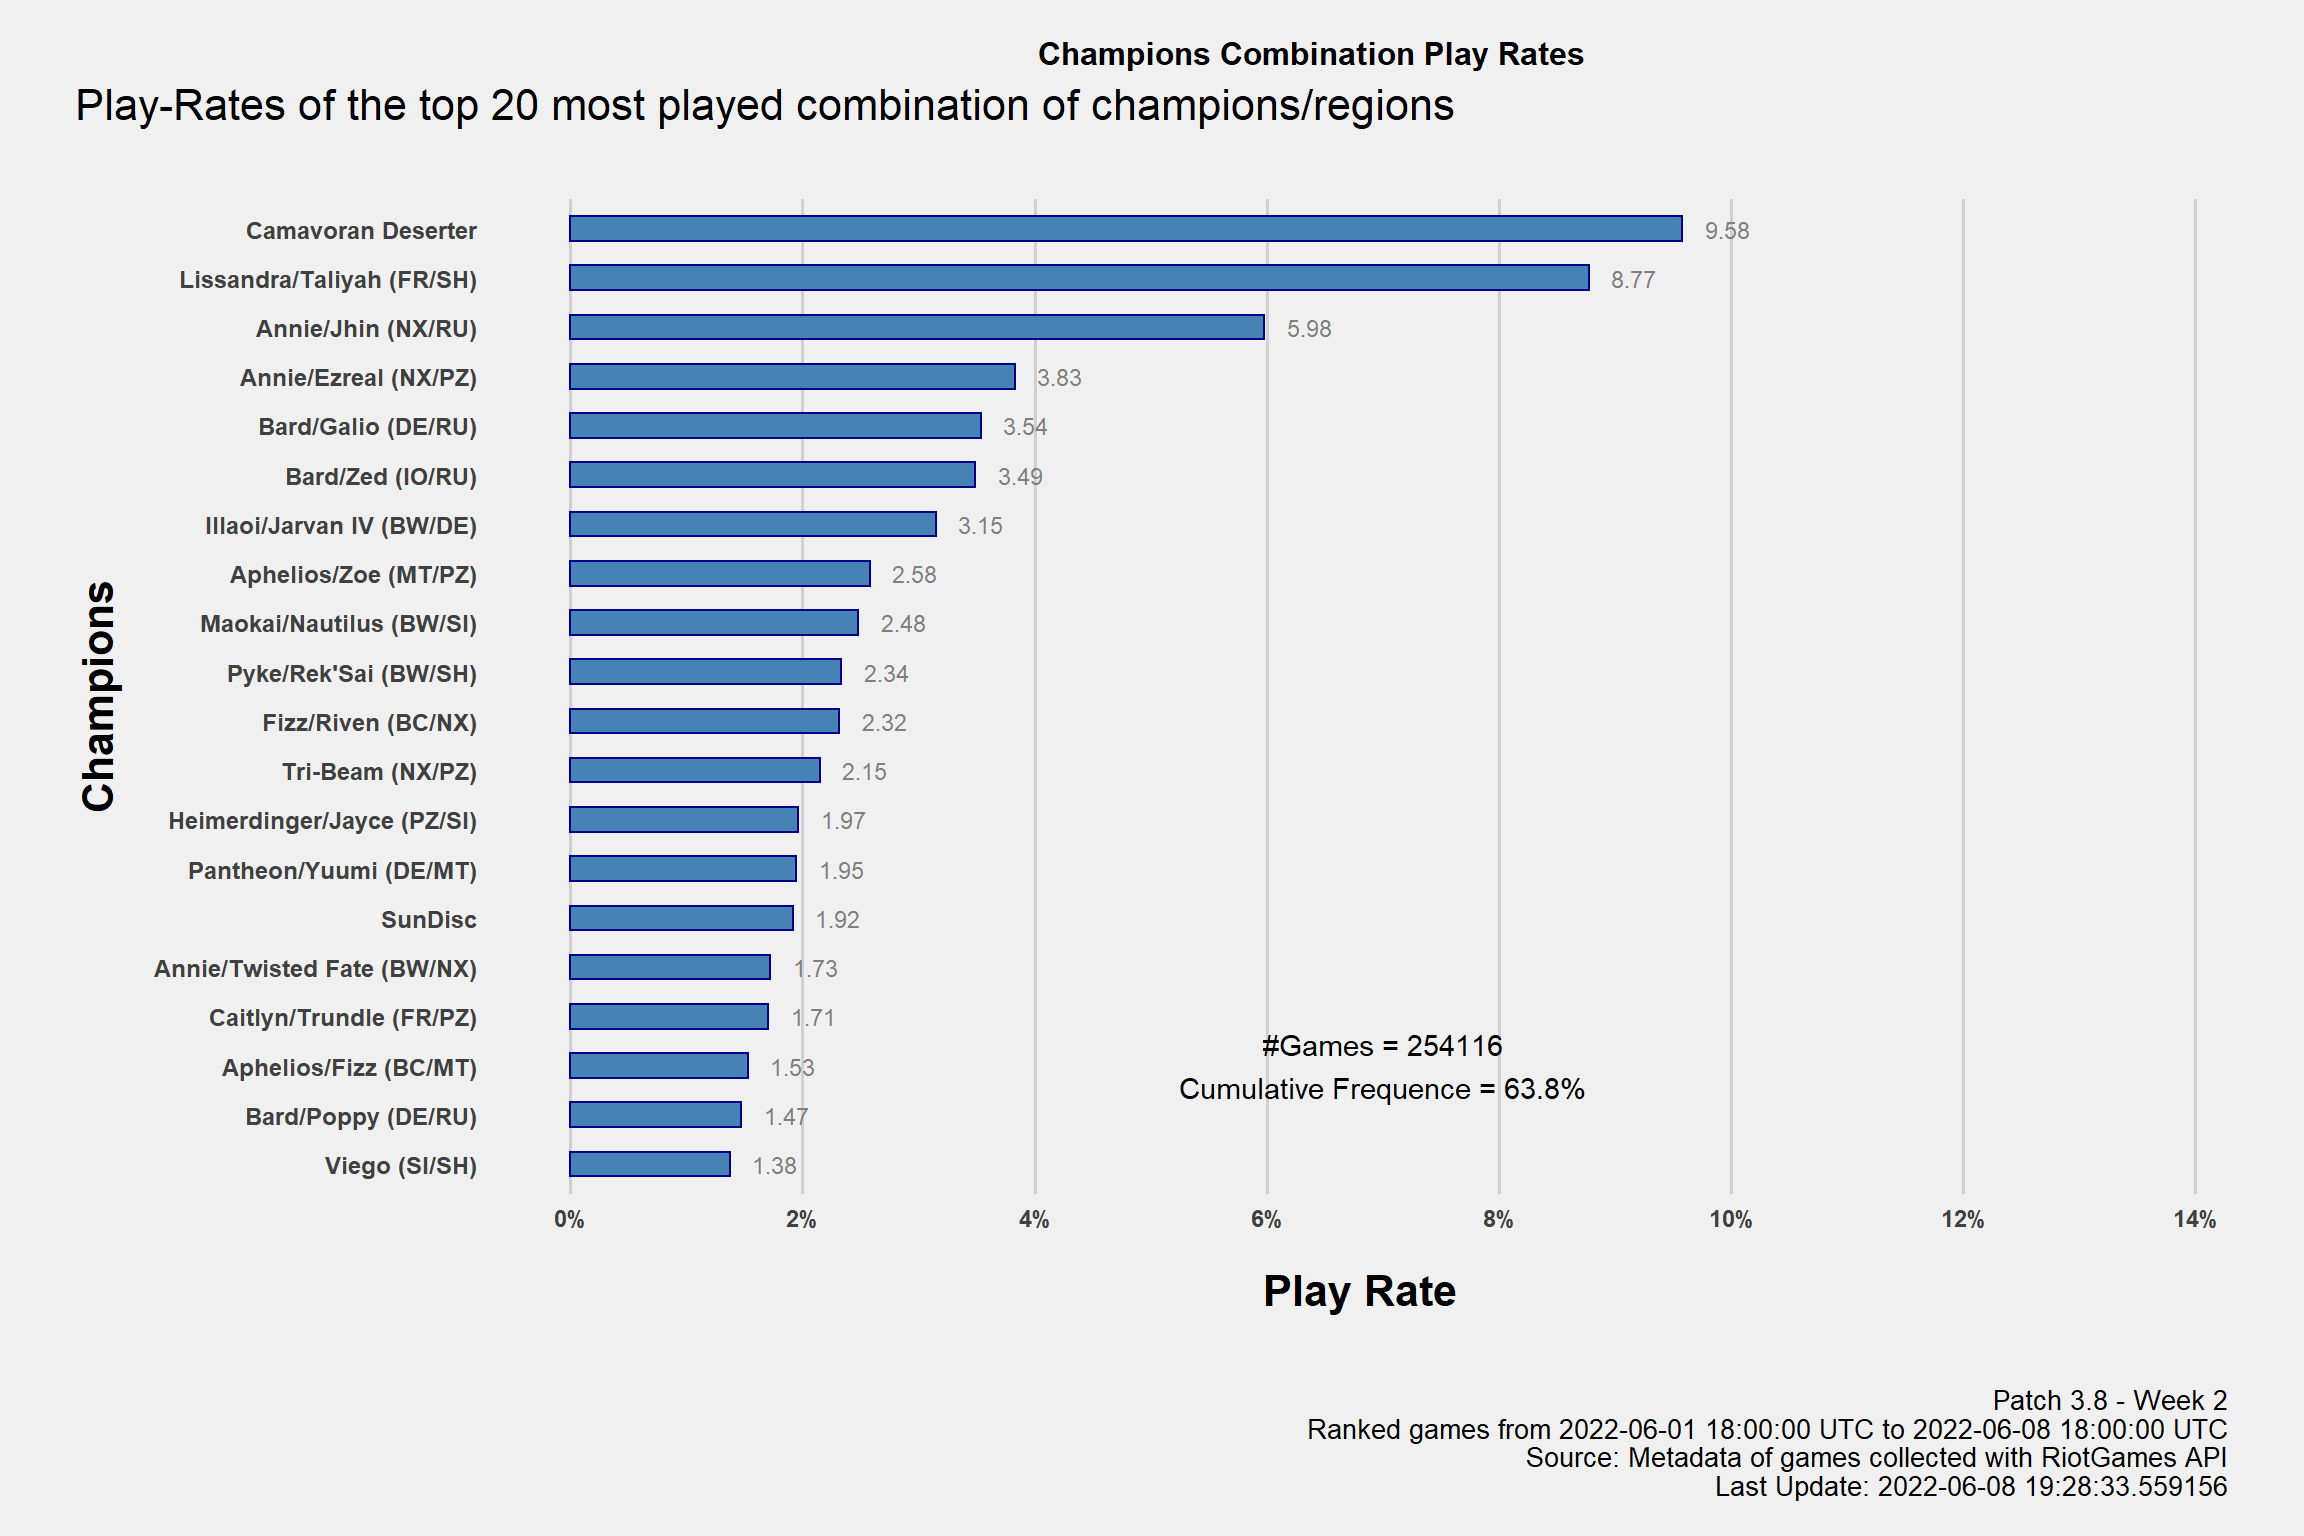 Champions Combination Play Rates
Play-Rates of the top 20 most played combination of champions/regions
Champions
Camavoran Deserter 9.58
Lissandra/Taliyah (FR/SH) 8.77
Annie/Jhin (NX/RU) 5.98
Annie/Ezreal (NX/PZ) 3.83
Bard/Galio (DE/RU) 3.54
Bard/Zed (IO/RU) 3.49
Illaoi/Jarvan IV (BW/DE) 3.15
Aphelios/Zoe (MT/PZ) 2.58
Maokai/Nautilus (BW/SI) 2.48
Pyke/Rek'Sai (BW/SH) 2.34
Fizz/Riven (BC/NX) 2.32
Tri-Beam (NX/PZ) 2.15
Heimerdinger/Jayce (PZ/SI) 1.97
Pantheon/Yuumi (DE/MT) 1.95
SunDisc 1.92
Annie/Twisted Fate (BW/NX) 1.73
Caitlyn/Trundle (FR/PZ) 1.71
Aphelios/Fizz (BC/MT) 1.53
Bard/Poppy (DE/RU) 1.47
Viego (SI/SH) 1.38
#Games = 254116
Cumulative Frequence = 63.8%
0% 2% 4% 6% 8% 10% 12% 14%
Play Rate
Patch 3.8 - Week 2
Ranked games from 2022-06-01 18:00:00 UTC to 2022-06-08 18:00:00 UTC
Source: Metadata of games collected with RiotGames API
Last Update: 2022-06-08 19:28:33.559156